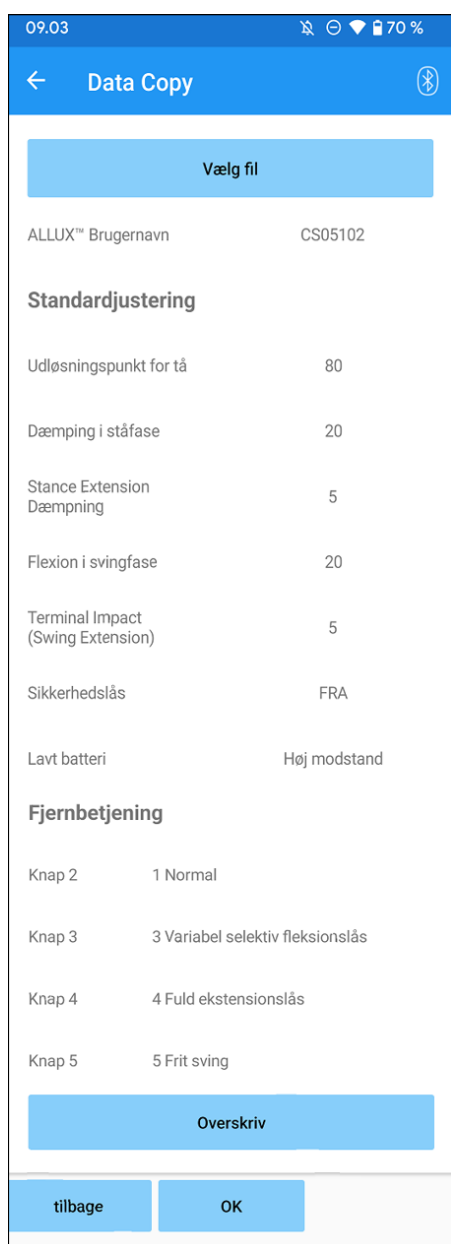 09.03 70 %
Data Copy
Vælg fil
ALLUX™ Brugernavn CS05102
Standardjustering
Udløsningspunkt for tå 80
Dæmping i ståfase 20
Stance Extension
Dæmpning 5
Flexion i svingfase 20
Terminal Impact
(Swing Extension) 5
Sikkerhedslås FRA
Lavt batteri Høj modstand
Fjernbetjening
Knap 2 1 Normal
Knap 3 3 Variabel selektiv fleksionslås
Knap 4 4 Fuld ekstensionslås
Knap 5 5 Frit sving
Overskriv
tilbage OK